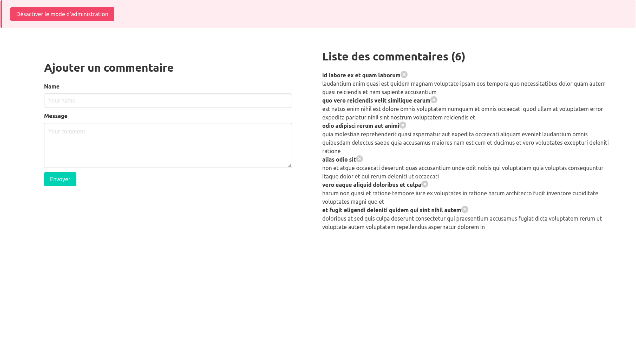 Désactiver le mode d'administration
Ajouter un commentaire
Name
Your name
Message
Your comment
Envoyer
Liste des commentaires (6)
id labore ex et quam laborum
laudantium enim quasi est quidem magnam voluptate ipsam eos tempora quo necessitatibus dolor quam autem
quasi reiciendis et nam sapiente accusantium
quo vero reiciendis velit similique earum
est natus enim nihil est dolore omnis voluptatem numquam et omnis occaecati quod ullam at voluptatem error
expedita pariatur nihil sint nostrum voluptatem reiciendis et
odio adipisci rerum aut animi
quia molestiae reprehenderit quasi aspernatur aut expedita occaecati aliquam eveniet laudantium omnis
quibusdam delectus saepe quia accusamus maiores nam est cum et ducimus et vero voluptates excepturi deleniti
ratione
alias odio sit
non et atque occaecati deserunt quas accusantium unde odit nobis qui voluptatem quia voluptas consequuntur
itaque dolor et qui rerum deleniti ut occaecati
vero eaque aliquid doloribus et culpa
harum non quasi et ratione tempore iure ex voluptates in ratione harum architecto fugit inventore cupiditate
voluptates magni quo et
et fugit eligendi deleniti quidem qui sint nihil autem
doloribus at sed quis culpa deserunt consectetur qui praesentium accusamus fugiat dicta voluptatem rerum ut
voluptate autem voluptatem repellendus aspernatur dolorem in